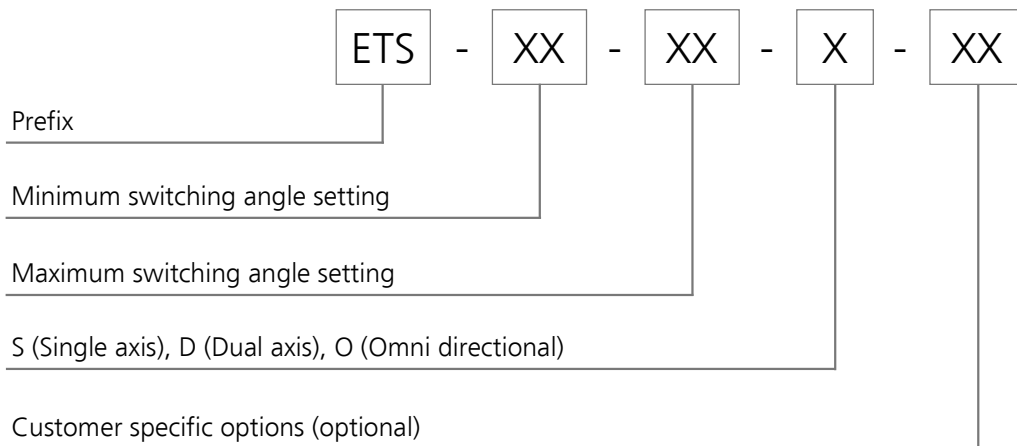 ETS - XX - XX - X - XX
Prefix
Minimum switching angle setting
Maximum switching angle setting
S (Single axis), D (Dual axis), O (Omni directional)
Customer specific options (optional)